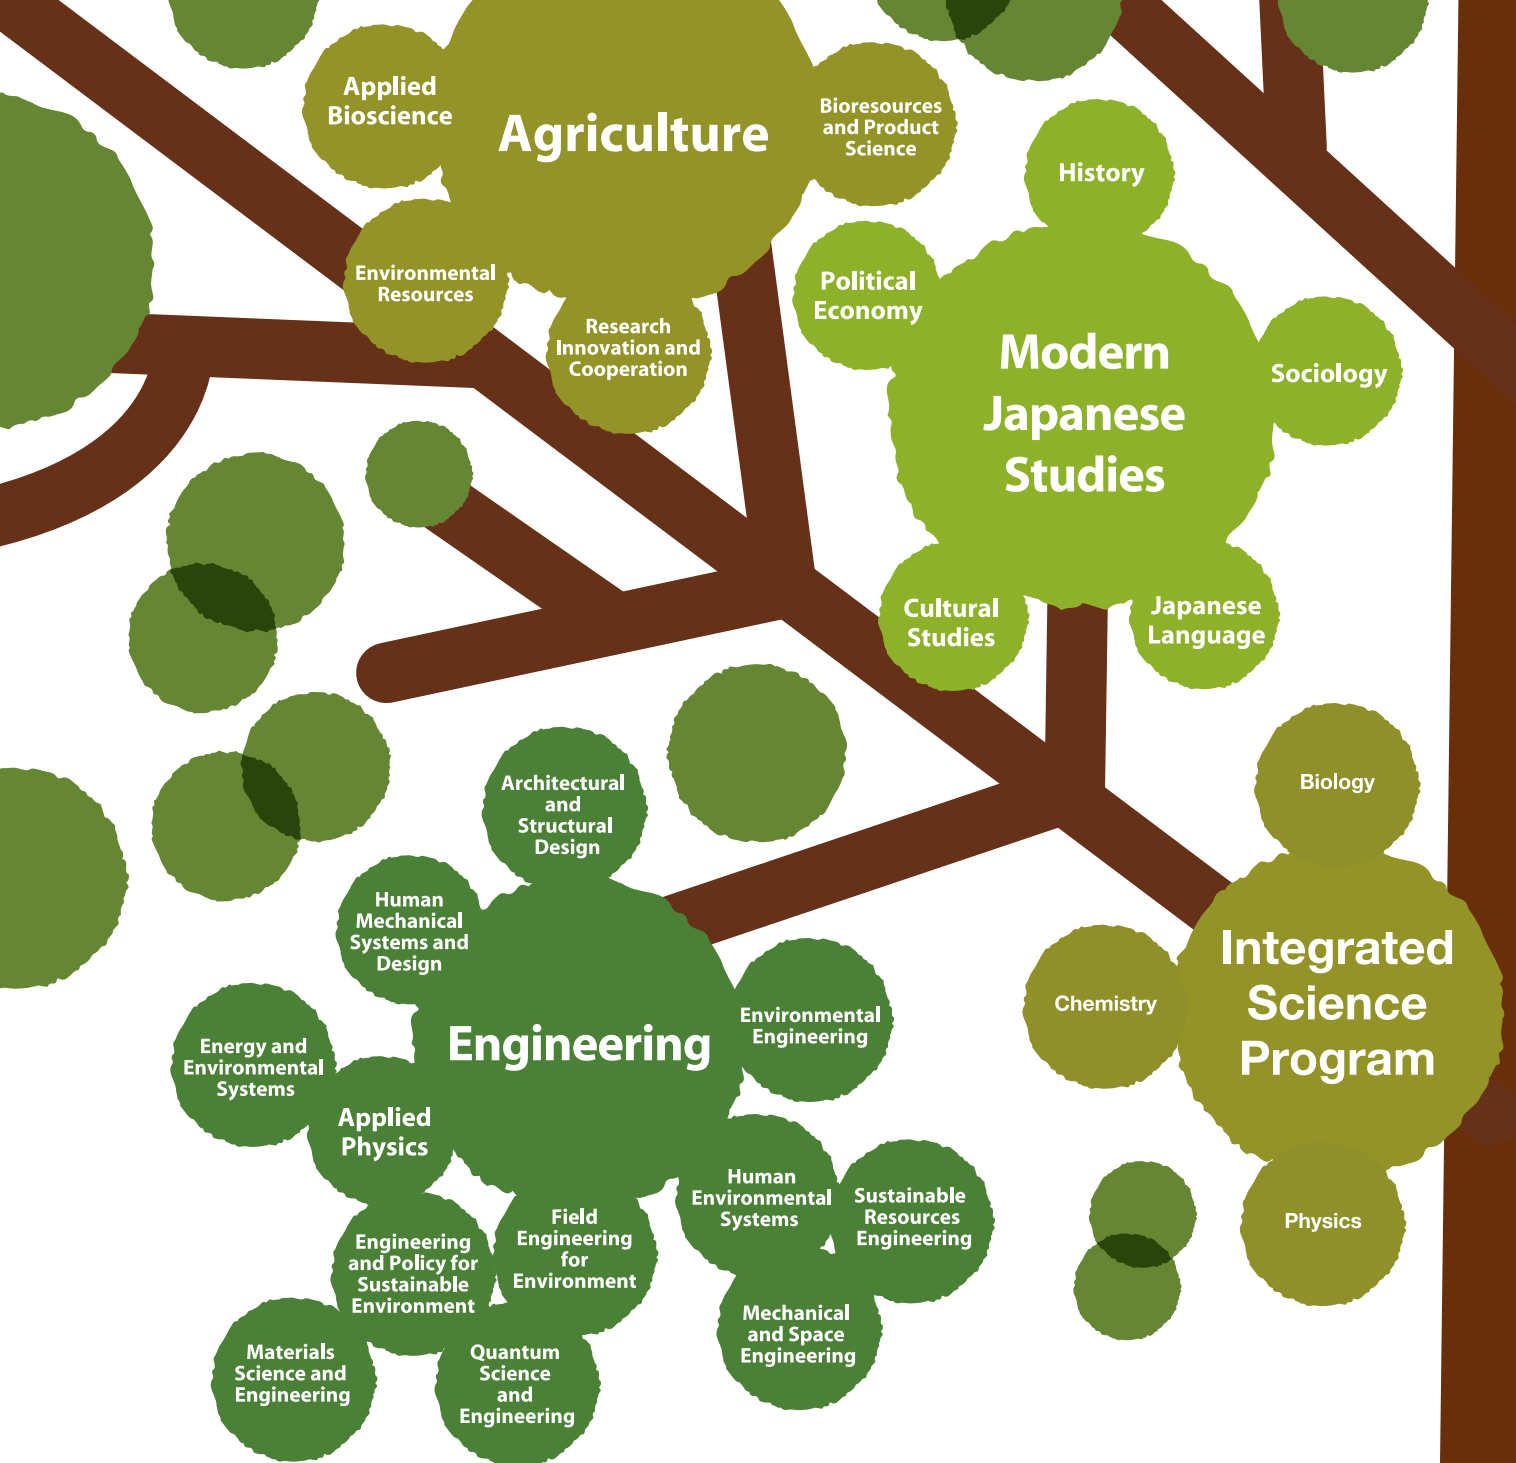 Applied
Bioscience
Agriculture
Bioresources
and Product
Science
Environmental
Resources
Research
Innovation and
Cooperation
History
Political
Economy
Modern
Japanese
Studies
Sociology
Cultural
Studies
Japanese
Language
Biology
Integrated
Science
Program
Chemistry
Physics
Architectural
and
Structural
Design
Human
Mechanical
Systems and
Design
Engineering
Environmental
Engineering
Energy and
Environmental
Systems
Applied
Physics
Human
Environmental
Systems
Sustainable
Resources
Engineering
Field
Engineering
for
Environment
Engineering
and Policy for
Sustainable
Environment
Mechanical
and Space
Engineering
Materials
Science and
Engineering
Quantum
Science
and
Engineering